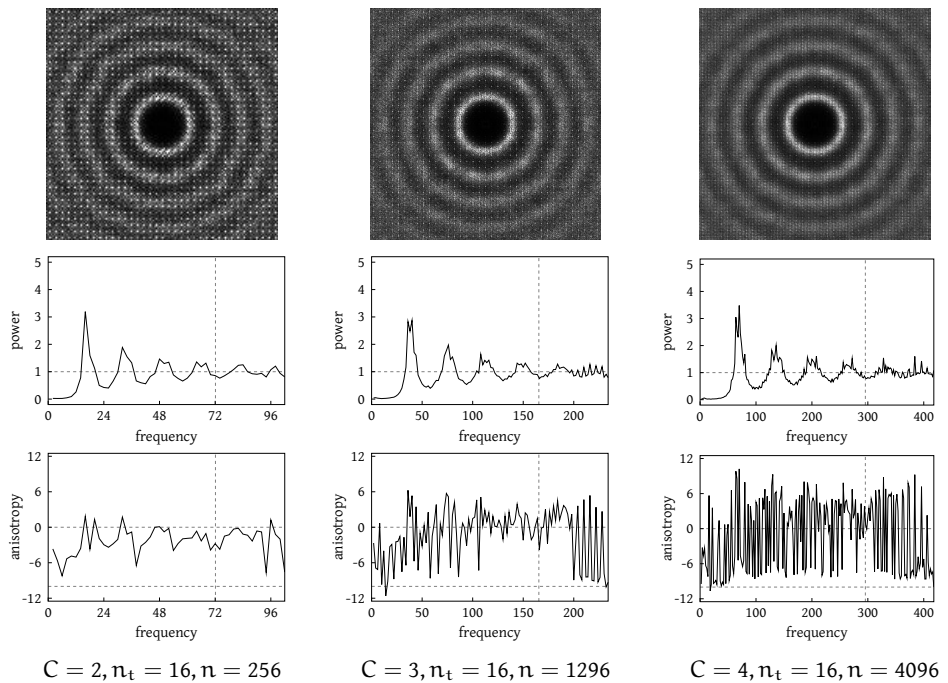 5
4
3
2
1
0
power
0 24 48 72 96
frequency
5
4
3
2
1
0
power
0 50 100 150 200
frequency
5
4
3
2
1
0
power
0 100 200 300 400
frequency
12
6
0
-6
-12
anisotropy
0 24 48 72 96
frequency
12
6
0
-6
-12
anisotropy
0 50 100 150 200
frequency
12
6
0
-6
-12
anisotropy
0 100 200 300 400
frequency
C = 2, nₜ = 16, n = 256
C = 3, nₜ = 16, n = 1296
C = 4, nₜ = 16, n = 4096